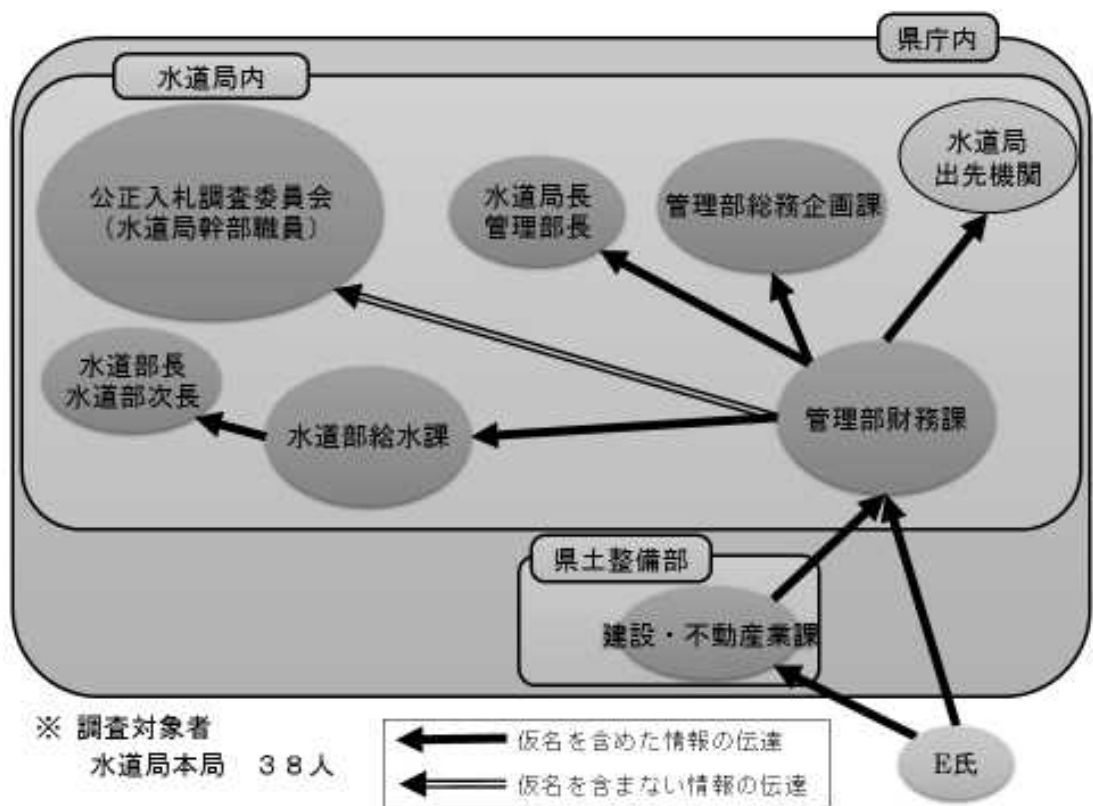 県庁内
水道局内
公正入札調査委員会
（水道局幹部職員）
水道局長
管理部長
管理部総務企画課
水道局
出先機関
水道部長
水道部次長
水道部給水課
管理部財務課
県土整備部
建設・不動産業課
※ 調査対象者
水道局本局 ３８人
仮名を含めた情報の伝達
仮名を含まない情報の伝達
E氏